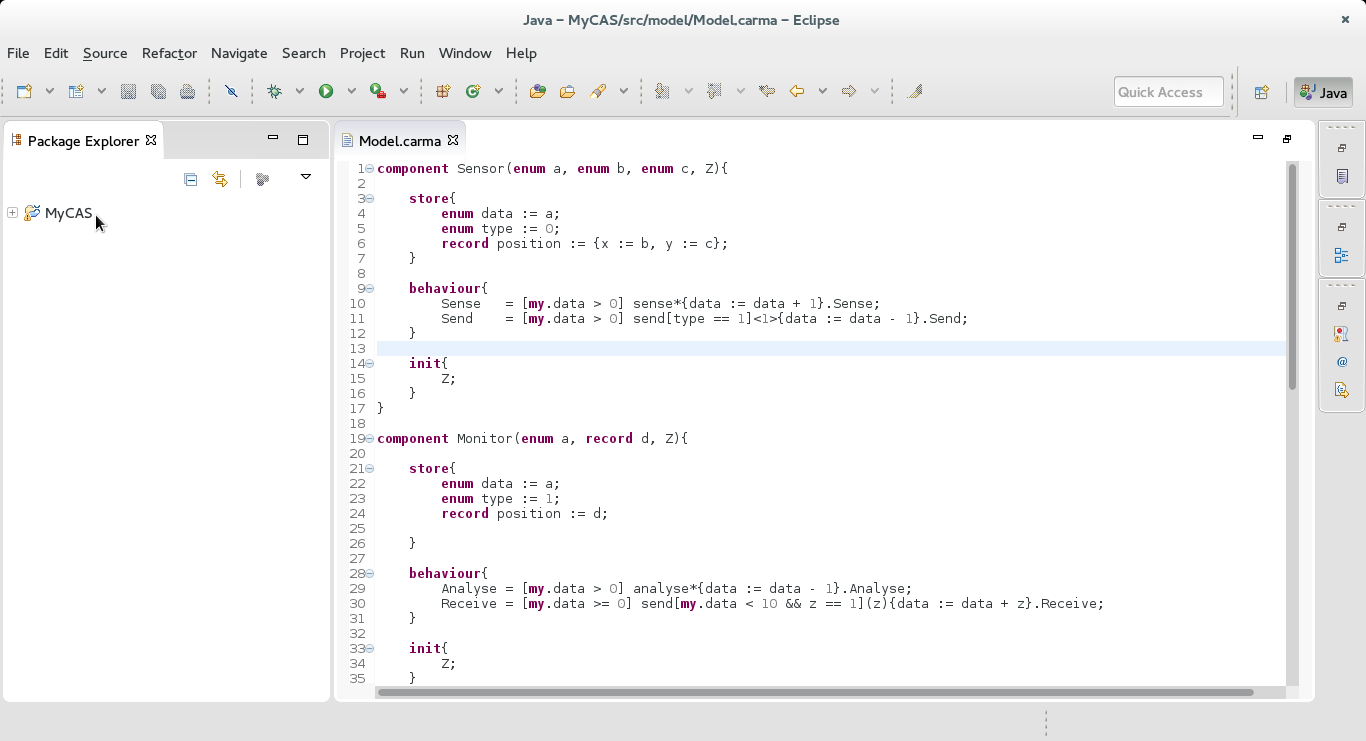 Java – MyCAS/src/model/Model.carma – Eclipse
File Edit Source Refactor Navigate Search Project Run Window Help
Quick Access
Java
Package Explorer
MyCAS
Model.carma
1 component Sensor(enum a, enum b, enum c, Z){
2
3     store{
4         enum data := a;
5         enum type := 0;
6         record position := {x := b, y := c};
7     }
8
9     behaviour{
10         Sense   = [my.data > 0] sense*{data := data + 1}.Sense;
11         Send    = [my.data > 0] send[type == 1]<1>{data := data - 1}.Send;
12     }
13
14     init{
15         Z;
16     }
17 }
18
19 component Monitor(enum a, record d, Z){
20
21     store{
22         enum data := a;
23         enum type := 1;
24         record position := d;
25
26     }
27
28     behaviour{
29         Analyse = [my.data > 0] analyse*{data := data - 1}.Analyse;
30         Receive = [my.data >= 0] send[my.data < 10 && z == 1](z){data := data + z}.Receive;
31     }
32
33     init{
34         Z;
35     }